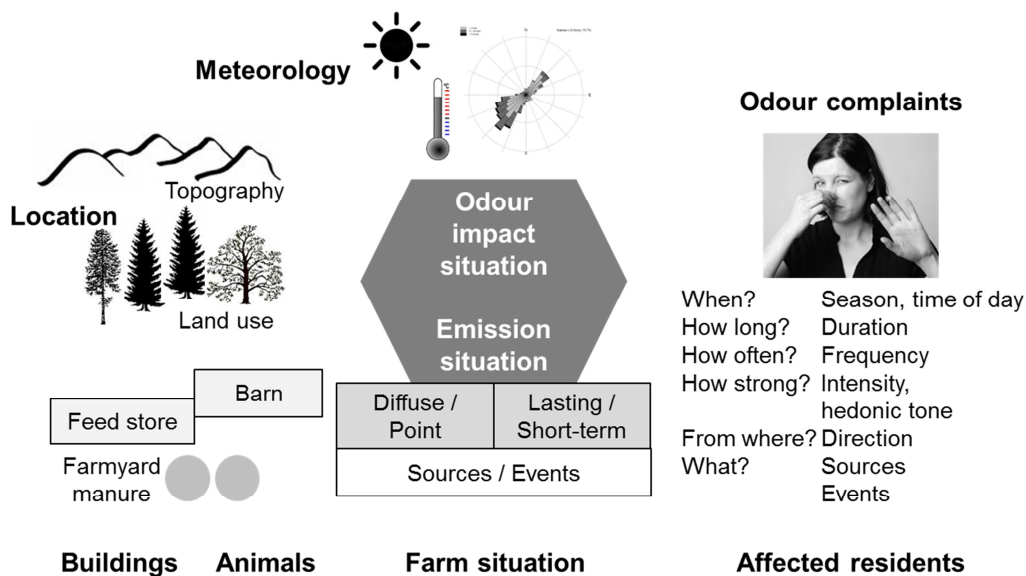 Meteorology
Odour complaints
Topography
Location
Land use
Odour
impact
situation
Emission
situation
When? Season, time of day
How long? Duration
How often? Frequency
How strong? Intensity,
hedonic tone
From where? Direction
What? Sources
Events
Barn
Feed store
Farmyard
manure
Diffuse /
Point
Lasting /
Short-term
Sources / Events
Buildings
Animals
Farm situation
Affected residents